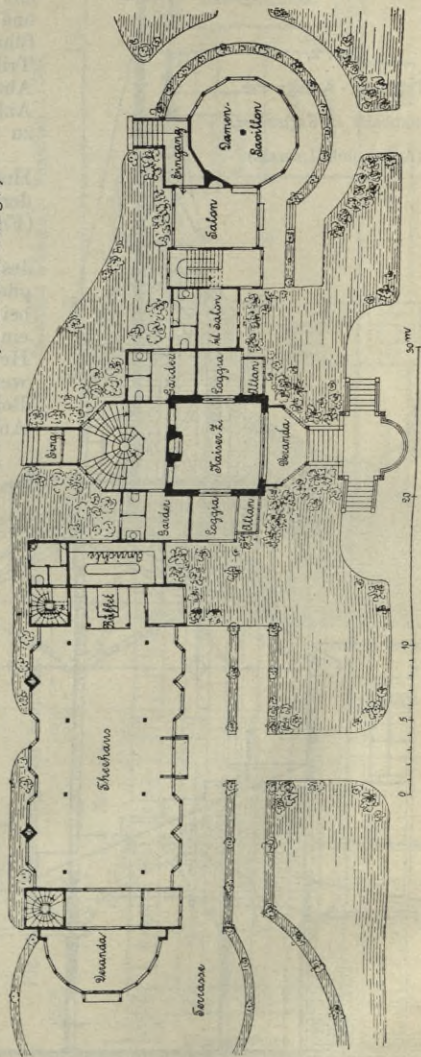 Eing.
Eingang
Anrichte
Garder
Garder
Salon
Damen-
Pavillon
Theehaus
Büffet
Kaiser Z.
Loggia
Loggia
kl Salon
Altan
Altan
Veranda
Veranda
Terrasse
0 5 10 20 30 m